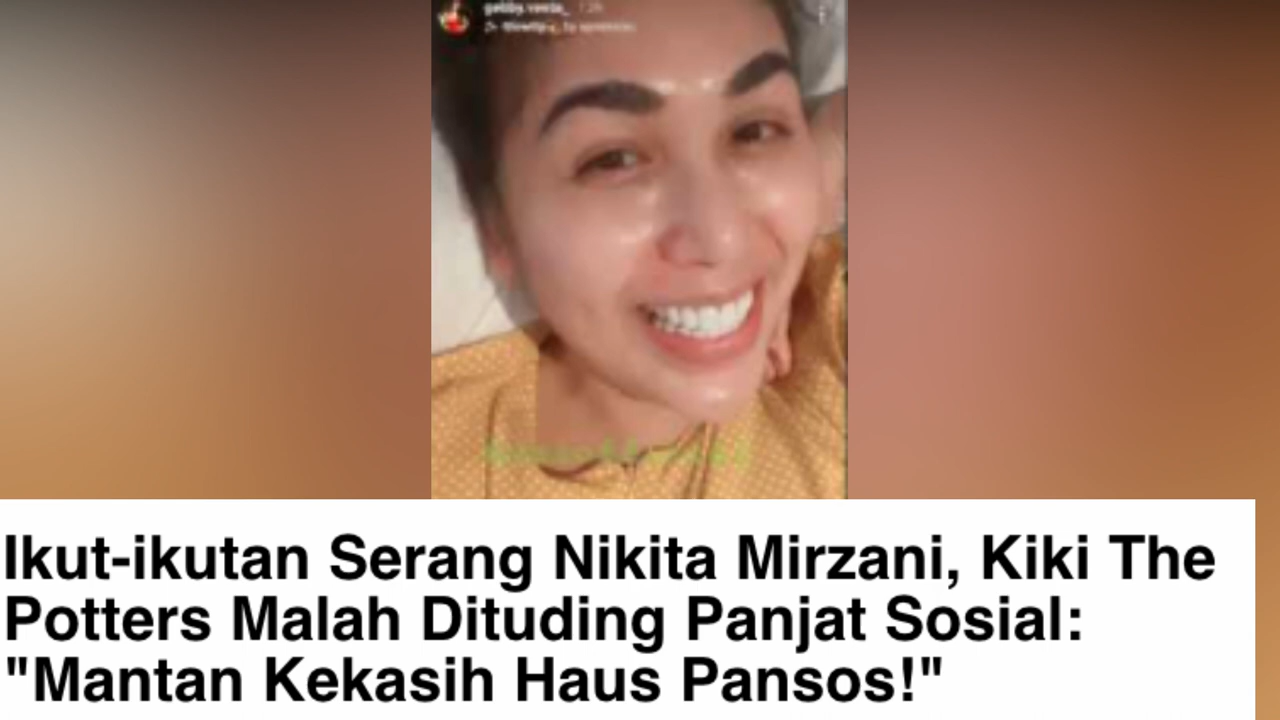 Ikut-ikutan Serang Nikita Mirzani, Kiki The
Potters Malah Dituding Panjat Sosial:
"Mantan Kekasih Haus Pansos!"